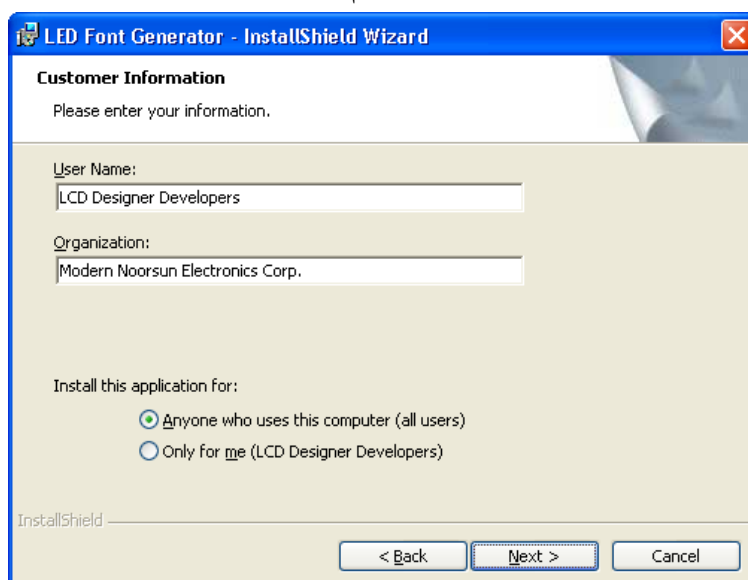 LED Font Generator - InstallShield Wizard
Customer Information
Please enter your information.
User Name:
LCD Designer Developers
Organization:
Modern Noorsun Electronics Corp.
Install this application for:
Anyone who uses this computer (all users)
Only for me (LCD Designer Developers)
InstallShield
< Back Next > Cancel